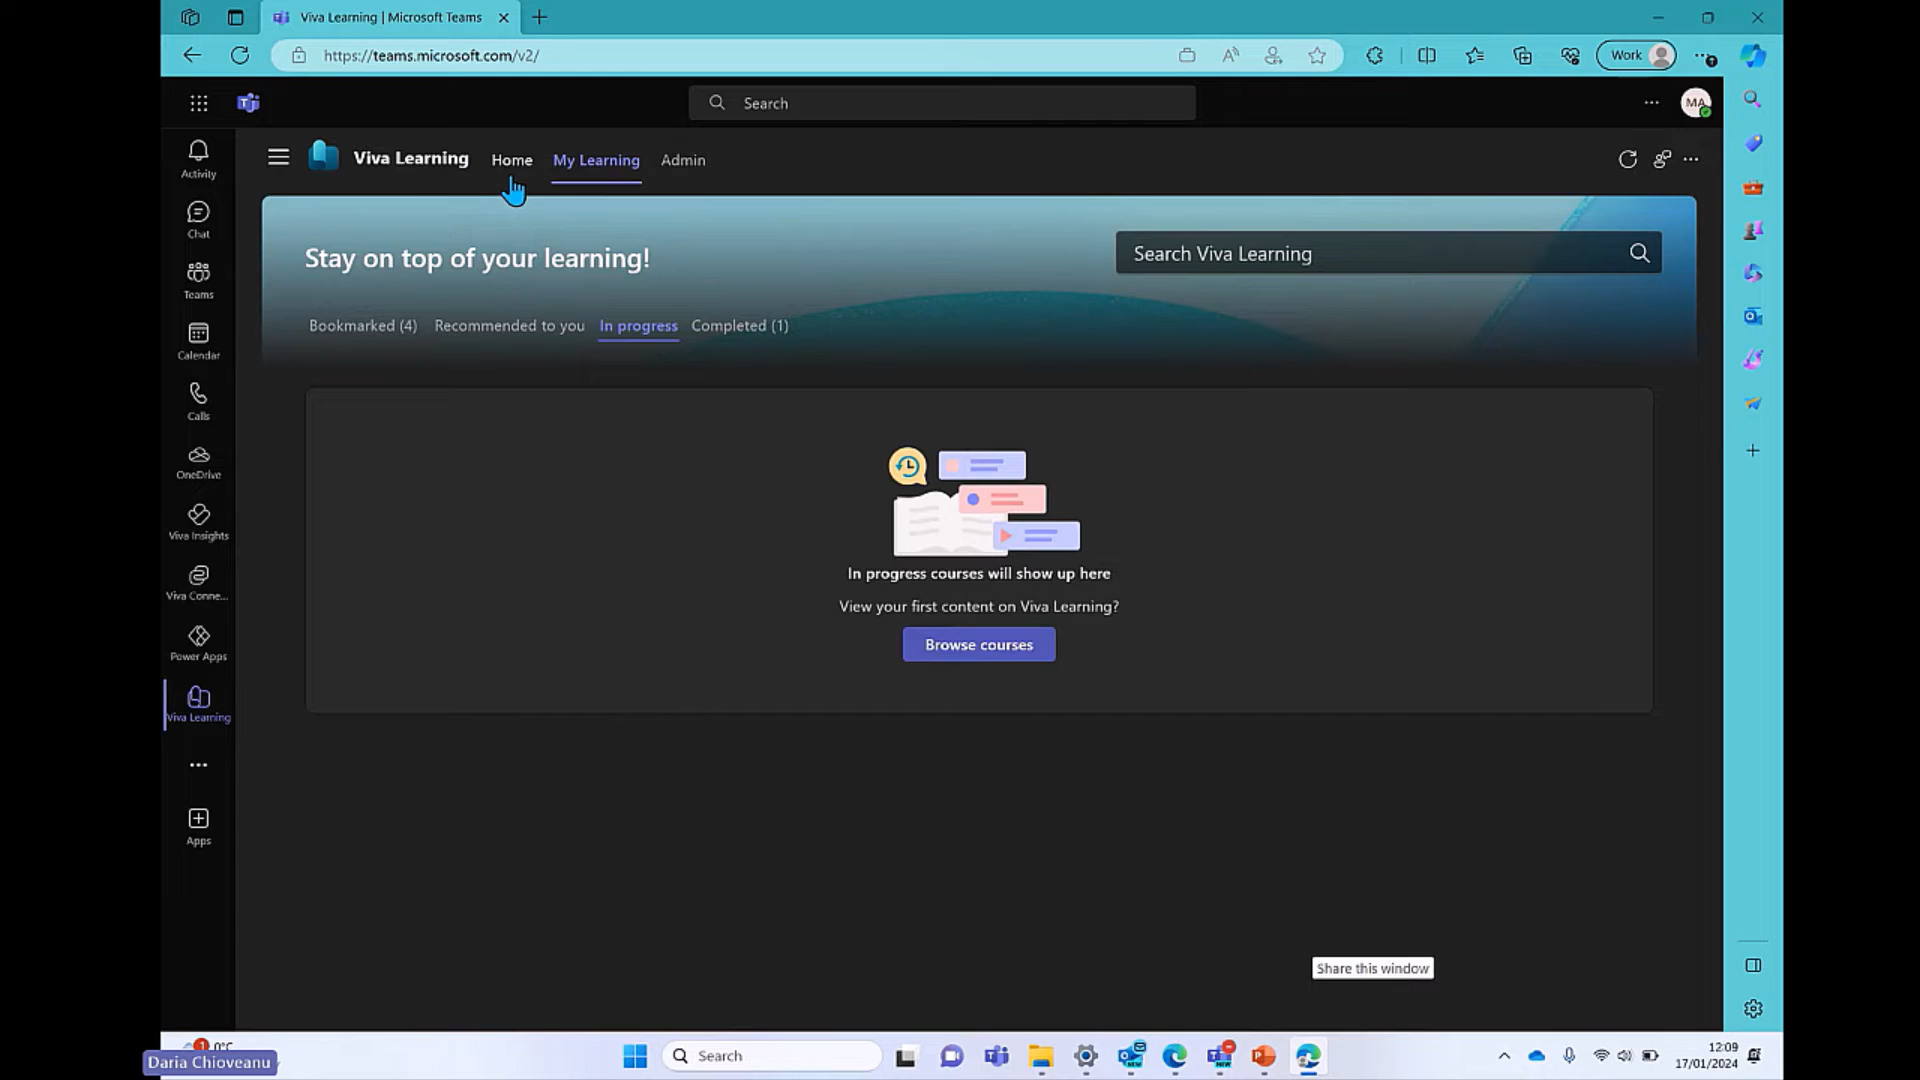 Viva Learning | Microsoft Teams
https://teams.microsoft.com/v2/
Work
Search
MA
Activity
Chat
Teams
Calendar
Calls
OneDrive
Viva Insights
Viva Conne...
Power Apps
Viva Learning
Apps
Viva Learning
Home
My Learning
Admin
Stay on top of your learning!
Search Viva Learning
Bookmarked (4)
Recommended to you
In progress
Completed (1)
In progress courses will show up here
View your first content on Viva Learning?
Browse courses
Share this window
1
0°C
Daria Chioveanu
Search
NEW
NEW
12:09
17/01/2024